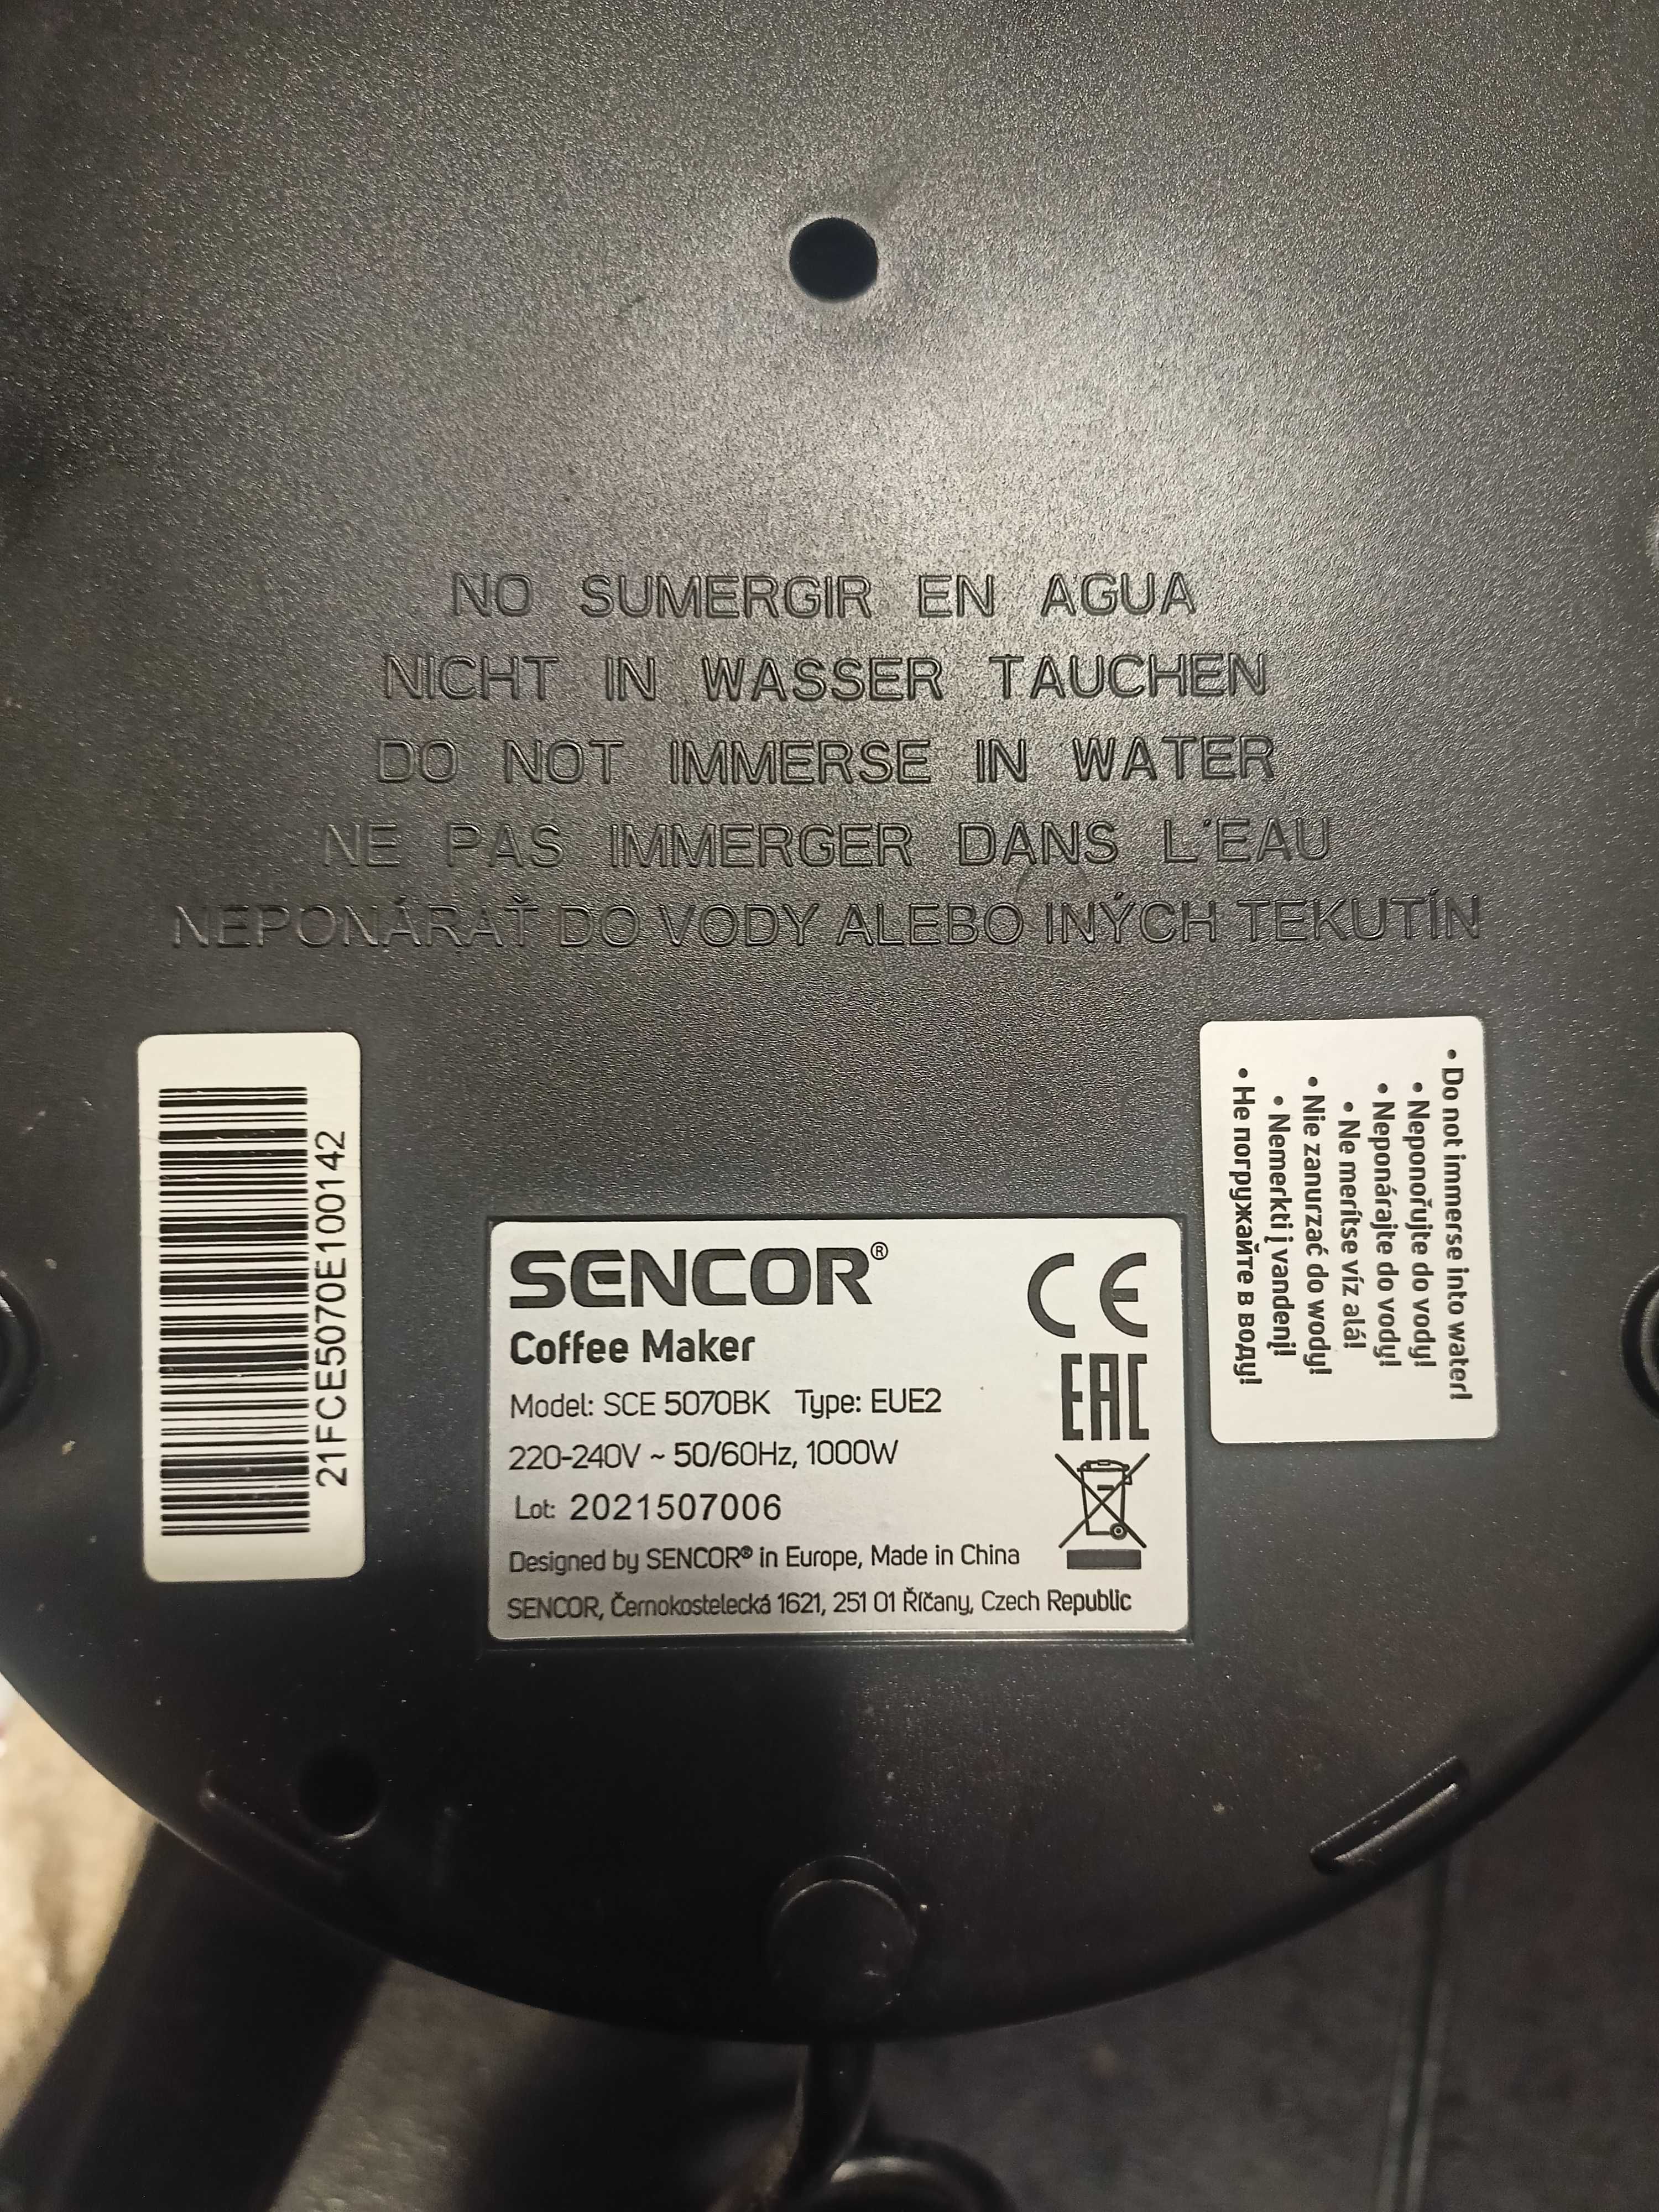 NO SUMERGIR EN AGUA
NICHT IN WASSER TAUCHEN
DO NOT IMMERSE IN WATER
NE PAS IMMERGER DANS L'EAU
NEPONÁRAŤ DO VODY ALEBO INÝCH TEKUTÍN
21FCE5070E100142
SENCOR®
Coffee Maker
Model: SCE 5070BK Type: EUE2
220-240V ~ 50/60Hz, 1000W
Lot: 2021507006
Designed by SENCOR® in Europe, Made in China
SENCOR, Černokostelecká 1621, 251 01 Říčany, Czech Republic
CE
EAC
• Do not immerse into water!
• Neponořujte do vody!
• Neponárajte do vody!
• Ne merítse víz alá!
• Nie zanurzać do wody!
• Nemerkti į vandenį!
• Не погружайте в воду!